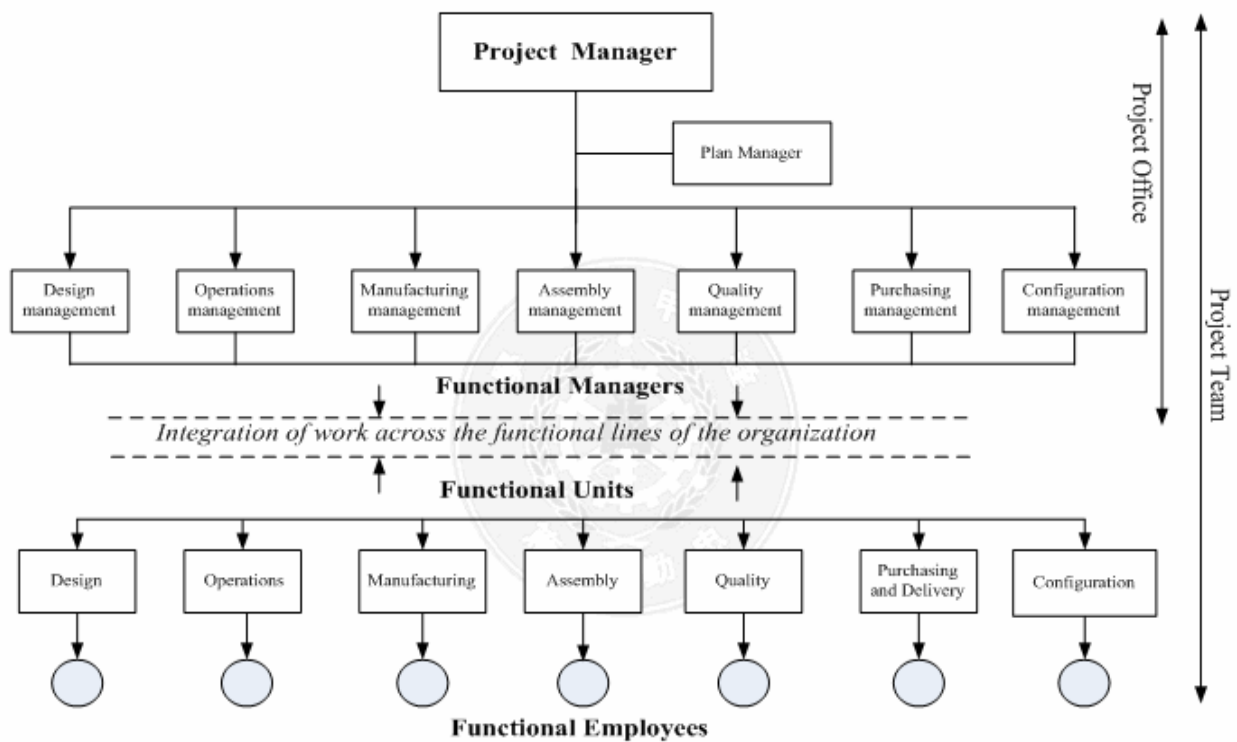 Project Manager
Plan Manager
Project Office
Project Team
Design
management
Operations
management
Manufacturing
management
Assembly
management
Quality
management
Purchasing
management
Configuration
management
Functional Managers
Integration of work across the functional lines of the organization
Functional Units
Design
Operations
Manufacturing
Assembly
Quality
Purchasing
and Delivery
Configuration
Functional Employees